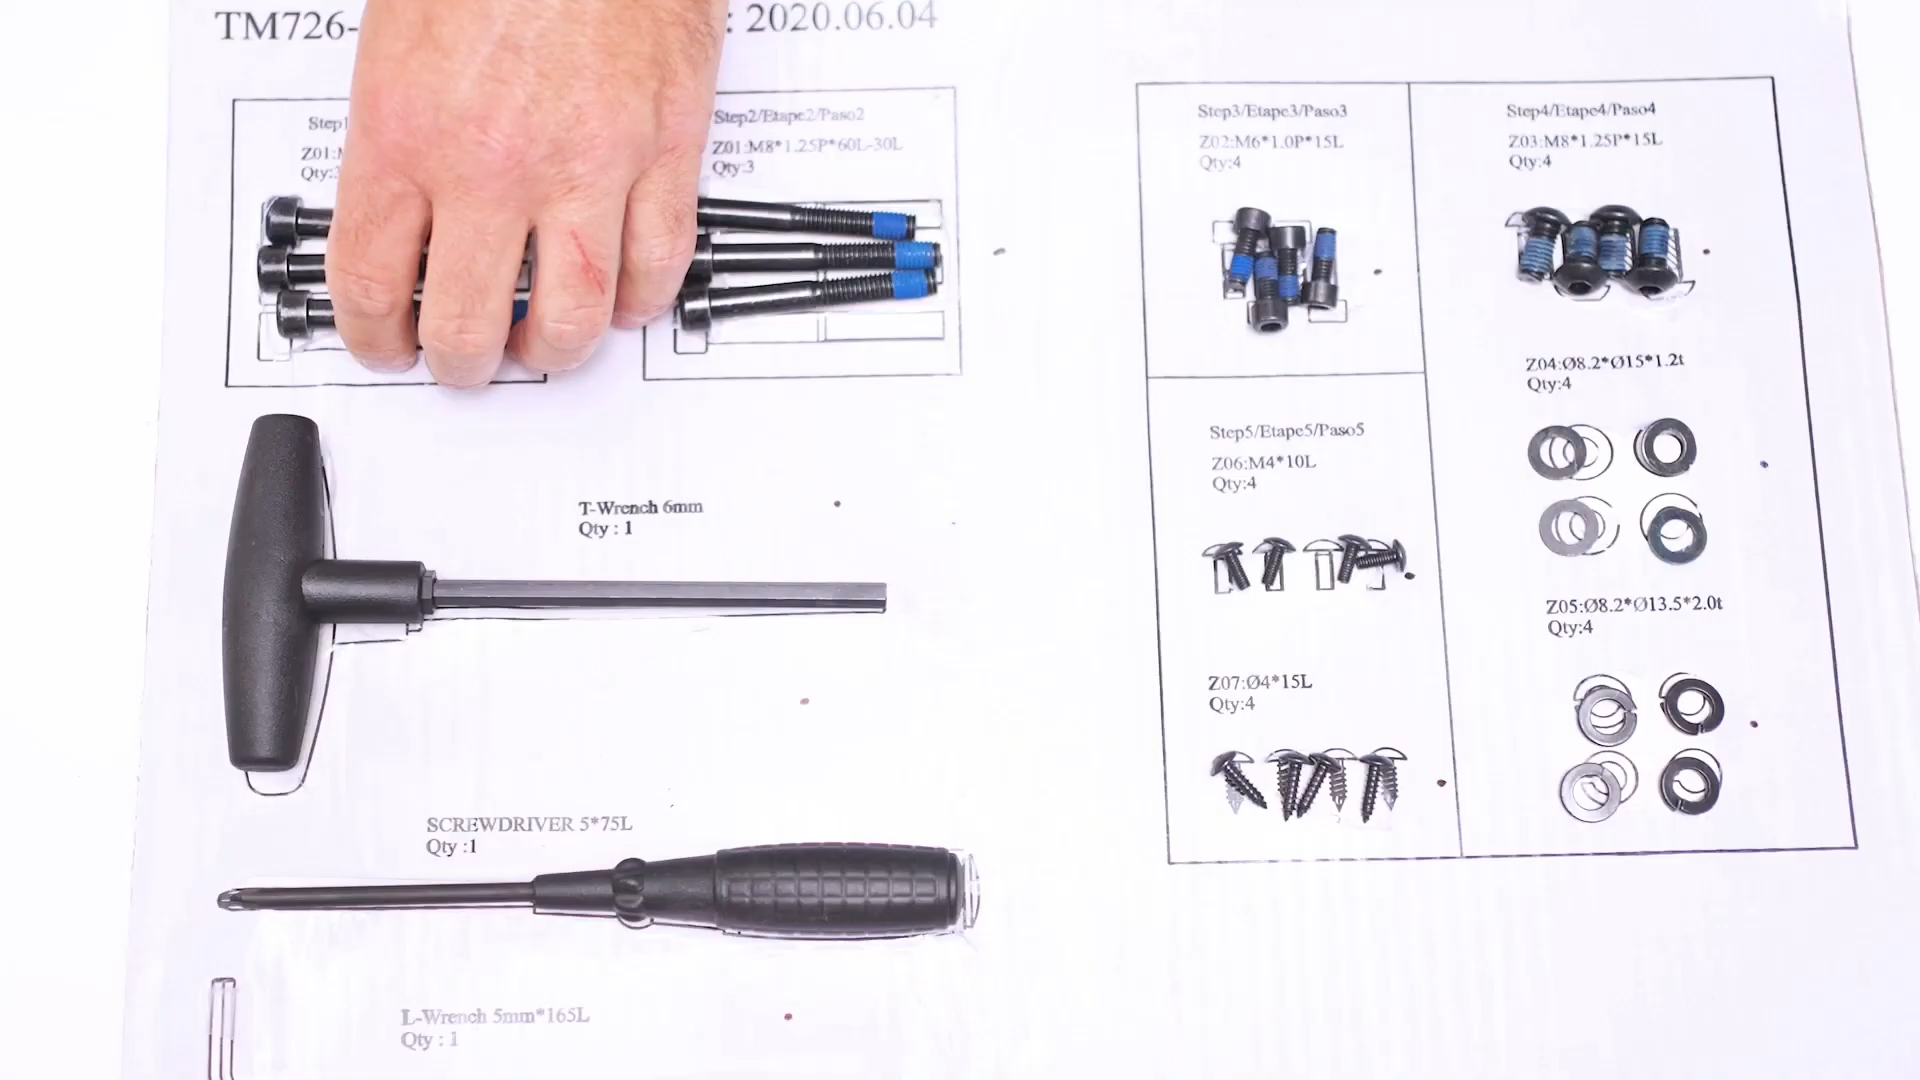 TM726-
: 2020.06.04
Step1
Z01:
Qty:
Step2/Etape2/Paso2
Z01:M8*1.25P*60L-30L
Qty:3
T-Wrench 6mm
Qty : 1
SCREWDRIVER 5*75L
Qty :1
L-Wrench 5mm*165L
Qty : 1
Step3/Etape3/Paso3
Z02:M6*1.0P*15L
Qty:4
Step5/Etape5/Paso5
Z06:M4*10L
Qty:4
Z07:Ø4*15L
Qty:4
Step4/Etape4/Paso4
Z03:M8*1.25P*15L
Qty:4
Z04:Ø8.2*Ø15*1.2t
Qty:4
Z05:Ø8.2*Ø13.5*2.0t
Qty:4